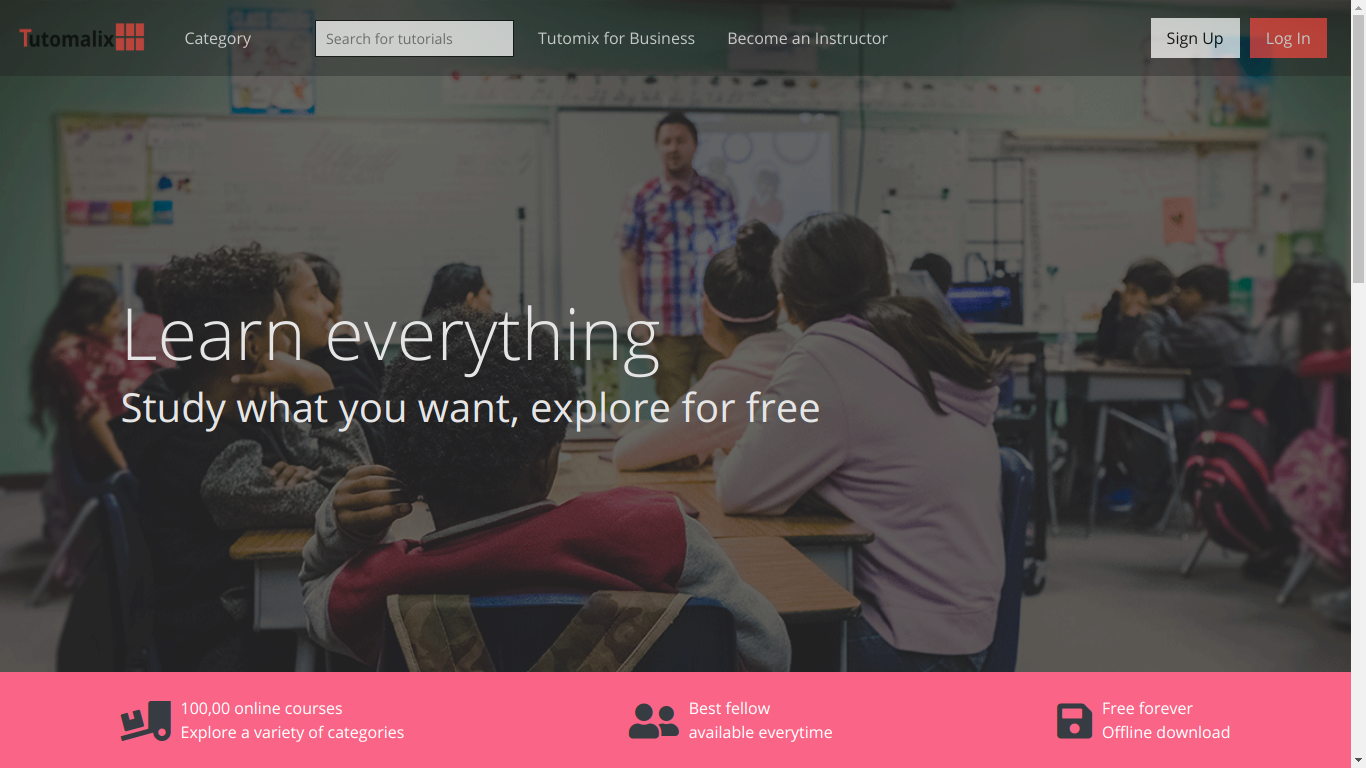 Tutomalix
Category
Search for tutorials
Tutomix for Business
Become an Instructor
Sign Up
Log In
Learn everything
Study what you want, explore for free
100,00 online courses
Explore a variety of categories
Best fellow
available everytime
Free forever
Offline download